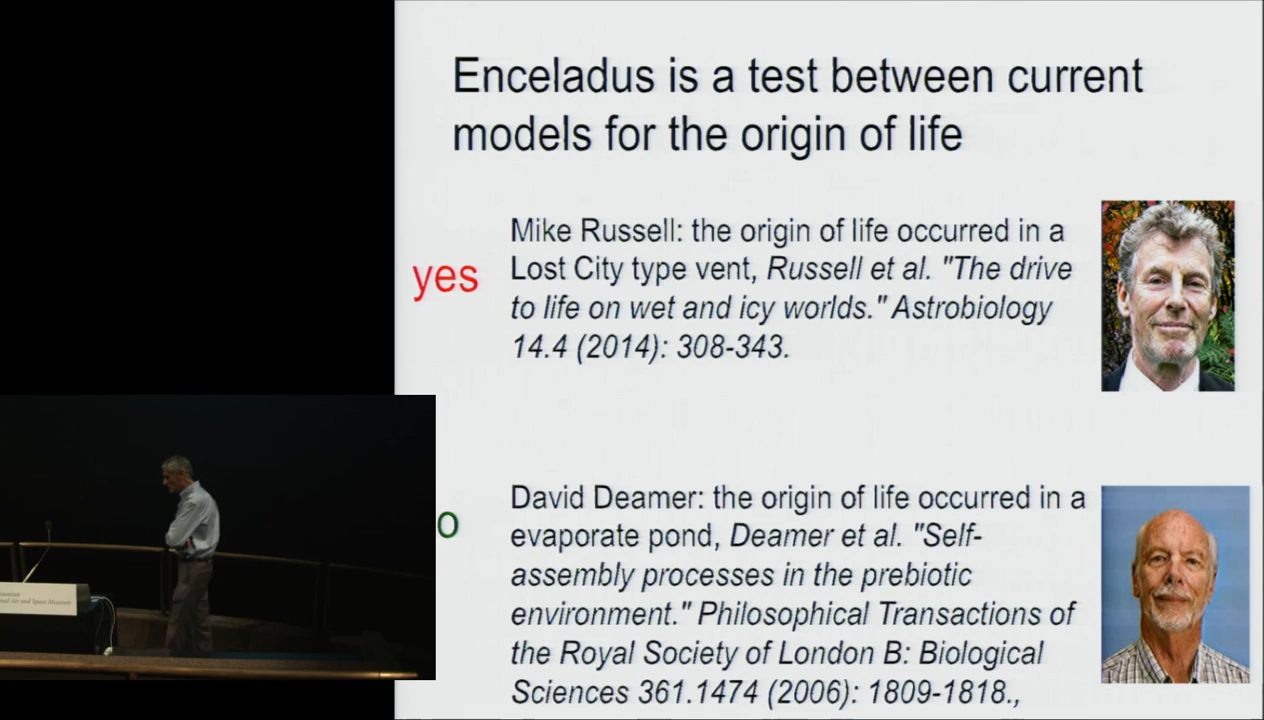 Enceladus is a test between current
models for the origin of life
yes
Mike Russell: the origin of life occurred in a
Lost City type vent, Russell et al. "The drive
to life on wet and icy worlds." Astrobiology
14.4 (2014): 308-343.
o
David Deamer: the origin of life occurred in a
evaporate pond, Deamer et al. "Self-
assembly processes in the prebiotic
environment." Philosophical Transactions of
the Royal Society of London B: Biological
Sciences 361.1474 (2006): 1809-1818.,
Air and Space Museum